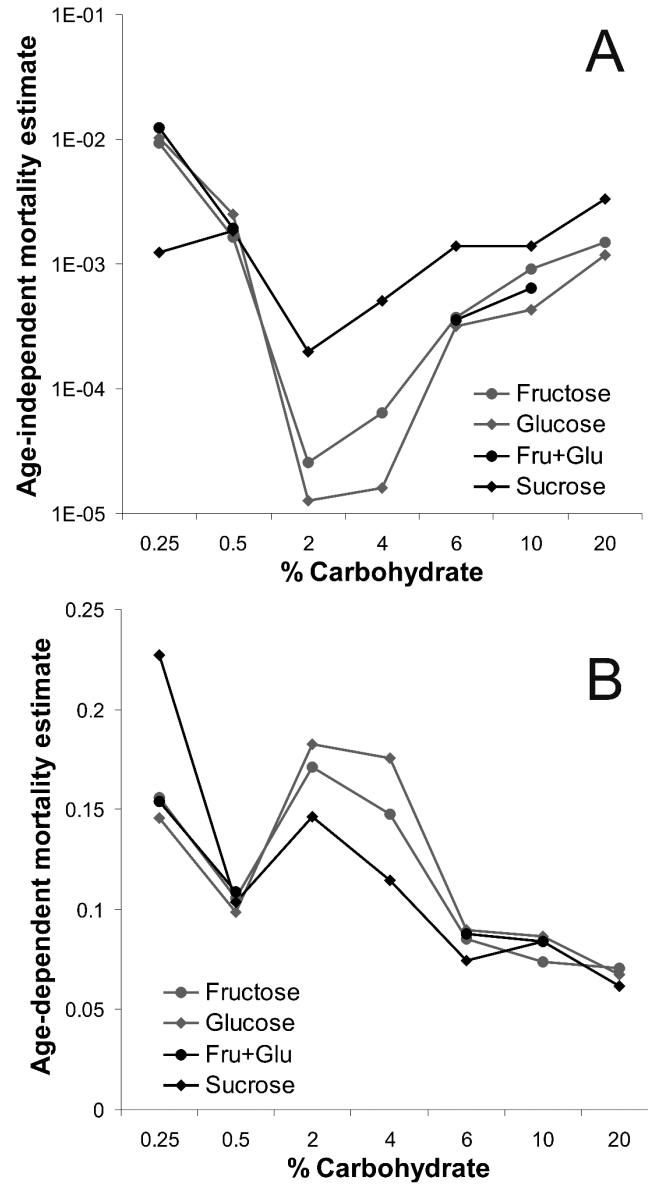 A
Age-independent mortality estimate
1E-01
1E-02
1E-03
1E-04
1E-05
Fructose
Glucose
Fru+Glu
Sucrose
0.25 0.5 2 4 6 10 20
% Carbohydrate
B
Age-dependent mortality estimate
0.25
0.2
0.15
0.1
0.05
0
Fructose
Glucose
Fru+Glu
Sucrose
0.25 0.5 2 4 6 10 20
% Carbohydrate